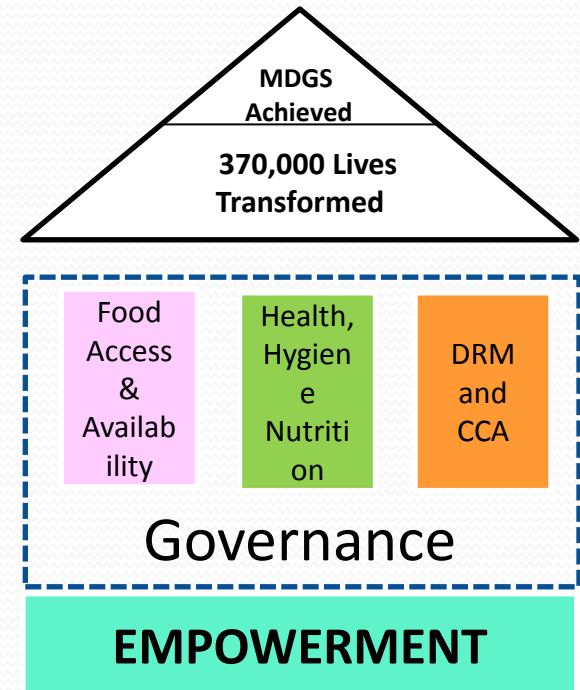 MDGS
Achieved
370,000 Lives
Transformed
Food
Access
&
Availab
ility
Health,
Hygien
e
Nutriti
on
DRM
and
CCA
Governance
EMPOWERMENT